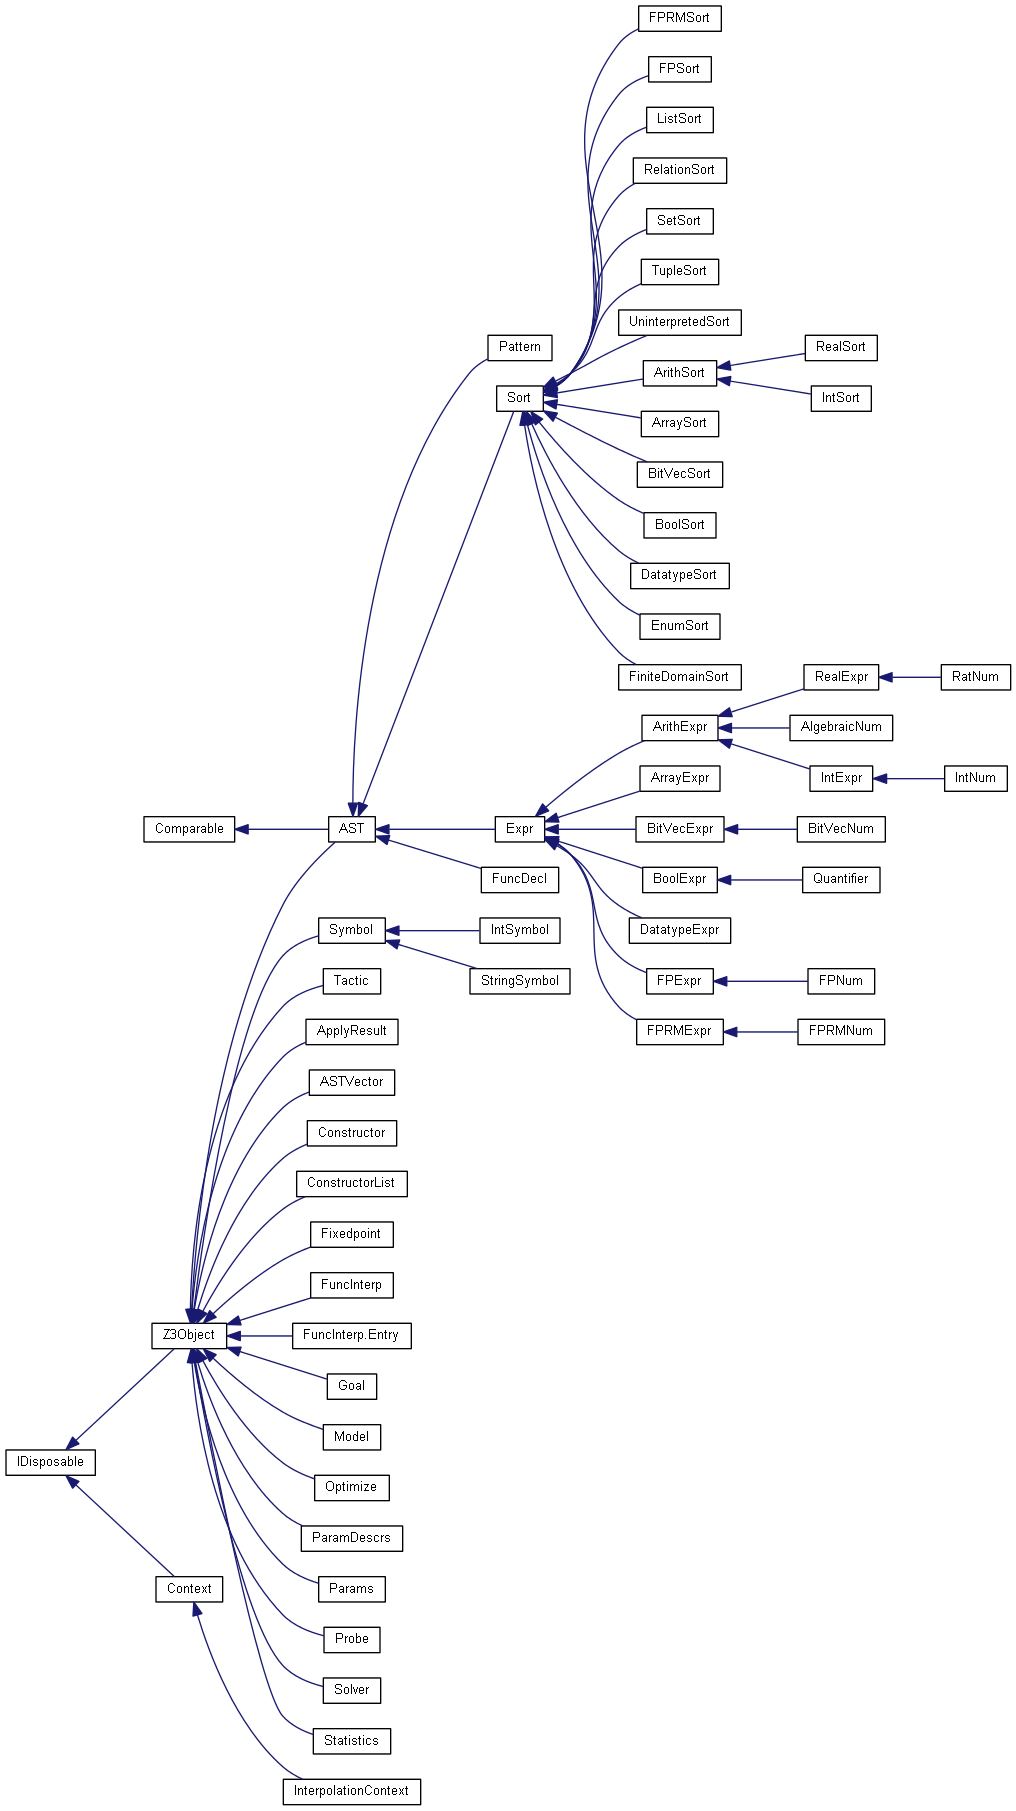 FPRMSort
FPSort
ListSort
RelationSort
SetSort
TupleSort
UninterpretedSort
Pattern
RealSort
ArithSort
Sort
IntSort
ArraySort
BitVecSort
BoolSort
DatatypeSort
EnumSort
FiniteDomainSort
RealExpr
RatNum
ArithExpr
AlgebraicNum
ArrayExpr
IntExpr
IntNum
Comparable
AST
Expr
BitVecExpr
BitVecNum
FuncDecl
BoolExpr
Quantifier
Symbol
IntSymbol
DatatypeExpr
Tactic
StringSymbol
FPExpr
FPNum
ApplyResult
FPRMExpr
FPRMNum
ASTVector
Constructor
ConstructorList
Fixedpoint
FuncInterp
Z3Object
FuncInterp.Entry
Goal
Model
IDisposable
Optimize
ParamDescrs
Context
Params
Probe
Solver
Statistics
InterpolationContext